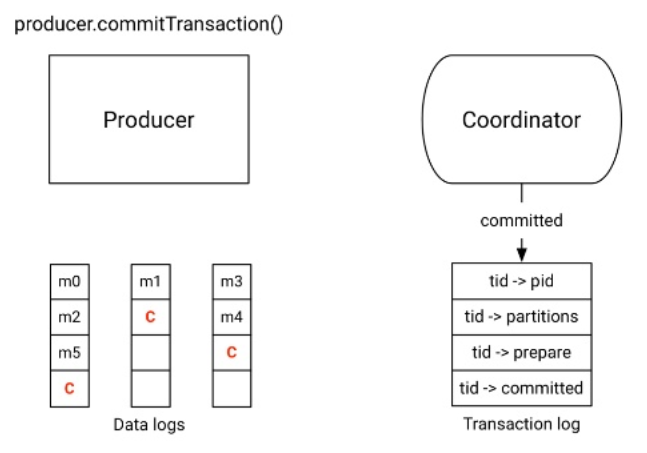 producer.commitTransaction()
Producer
Coordinator
committed
m0
m2
m5
C
m1
C
m3
m4
C
Data logs
tid -> pid
tid -> partitions
tid -> prepare
tid -> committed
Transaction log